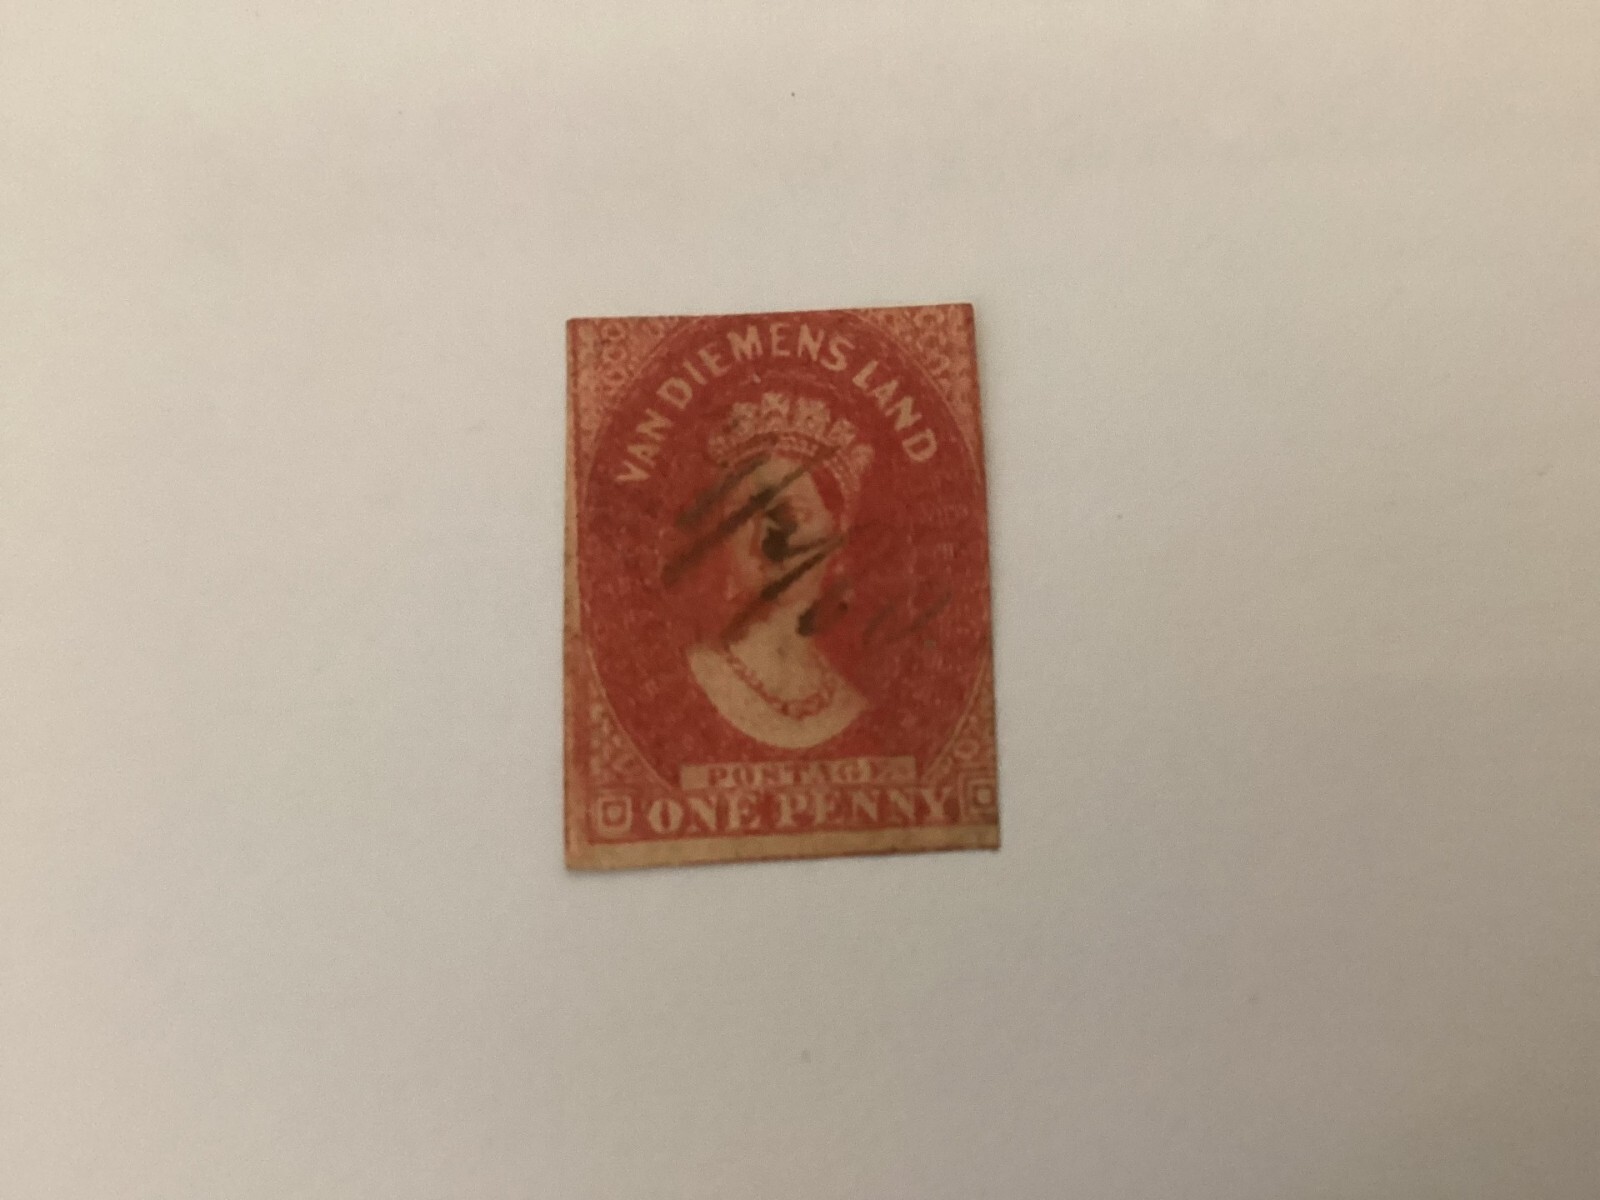 VAN DIEMENS LAND
POSTAGE
ONE PENNY